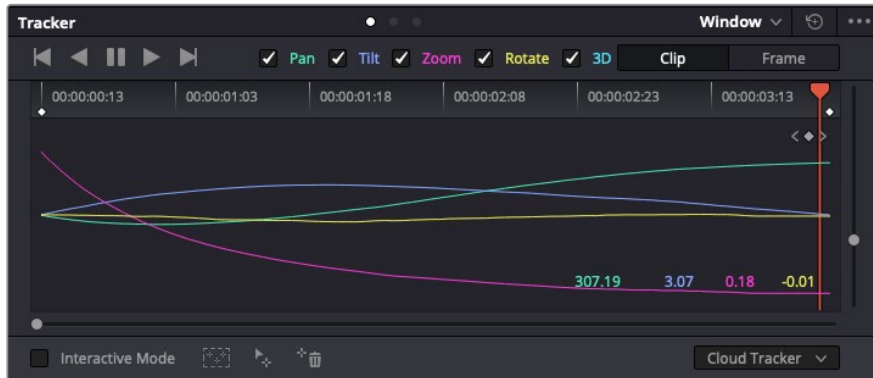 Tracker Window
Pan Tilt Zoom Rotate 3D Clip Frame
00:00:00:13 00:00:01:03 00:00:01:18 00:00:02:08 00:00:02:23 00:00:03:13
307.19 3.07 0.18 -0.01
Interactive Mode Cloud Tracker